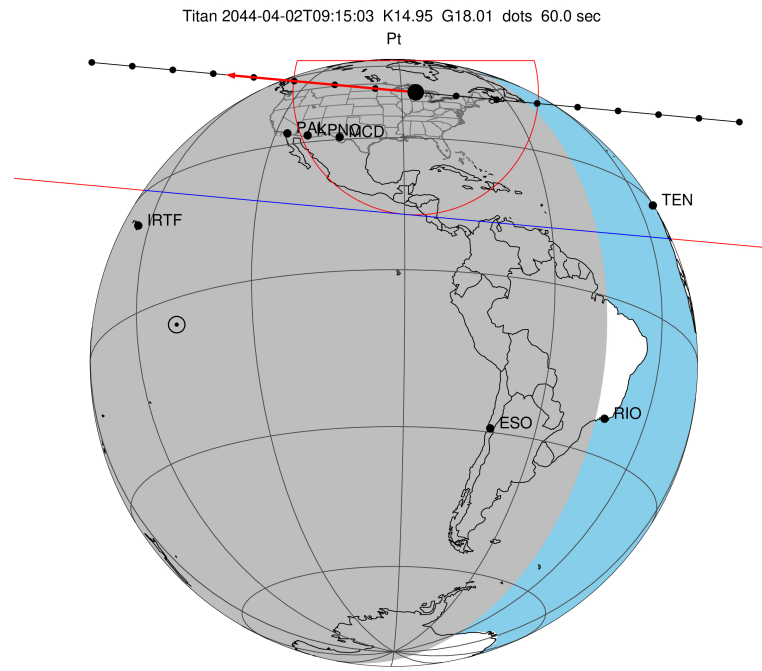 Titan 2044-04-02T09:15:03 K14.95 G18.01 dots 60.0 sec
Pt
PAL KPNO MCD
TEN
IRTF
RIO
ESO